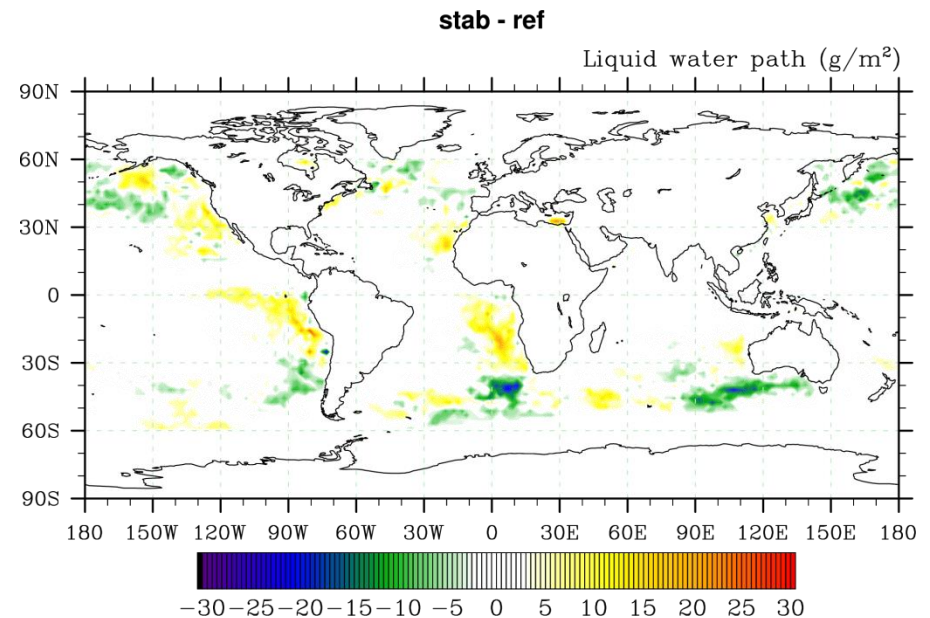 stab - ref
Liquid water path (g/m²)
90N
60N
30N
0
30S
60S
90S
180 150W 120W 90W 60W 30W 0 30E 60E 90E 120E 150E 180
−30 −25 −20 −15 −10 −5 0 5 10 15 20 25 30